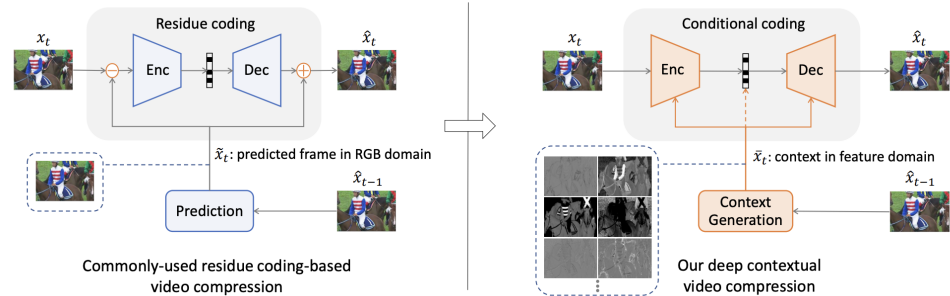 Residue coding
x_t
x̂_t
Enc
Dec
x̃_t: predicted frame in RGB domain
x̂_{t−1}
Prediction
Commonly-used residue coding-based
video compression
Conditional coding
x_t
x̂_t
Enc
Dec
x̄_t: context in feature domain
x̂_{t−1}
Context
Generation
Our deep contextual
video compression